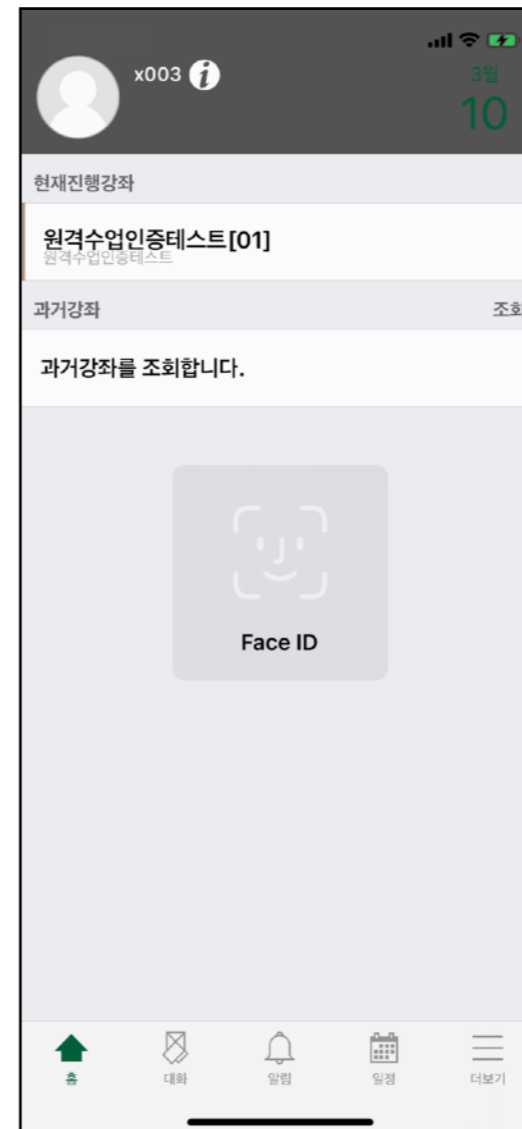 x003 i
3월
10
현재진행강좌
원격수업인증테스트[01]
원격수업인증테스트
과거강좌 조회
과거강좌를 조회합니다.
Face ID
홈 대화 알림 일정 더보기